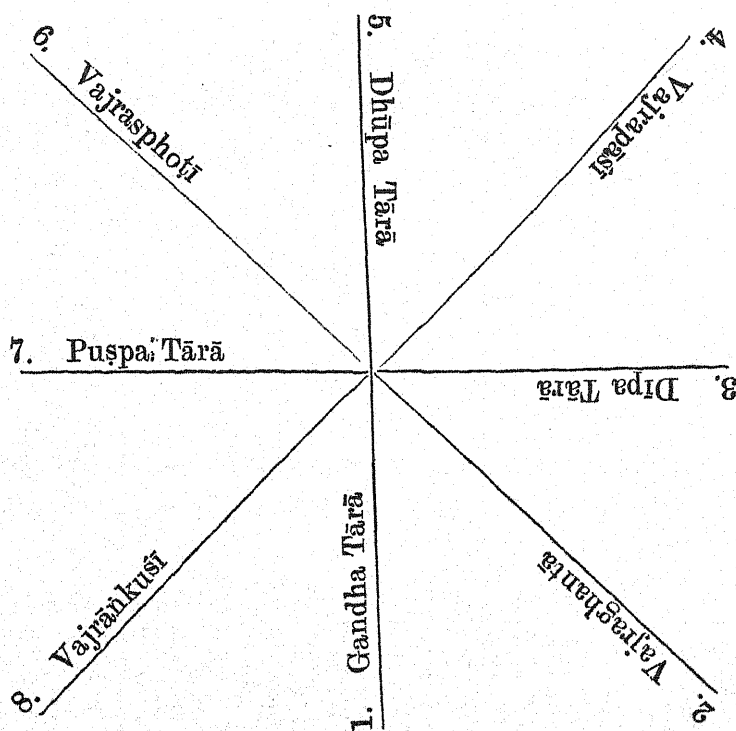 1. Gandha Tārā
2. Vajraghantā
3. Dīpa Tārā
4. Vajrapāśī
5. Dhūpa Tārā
6. Vajrasphoṭī
7. Puṣpa Tārā
8. Vajrāṅkuśī